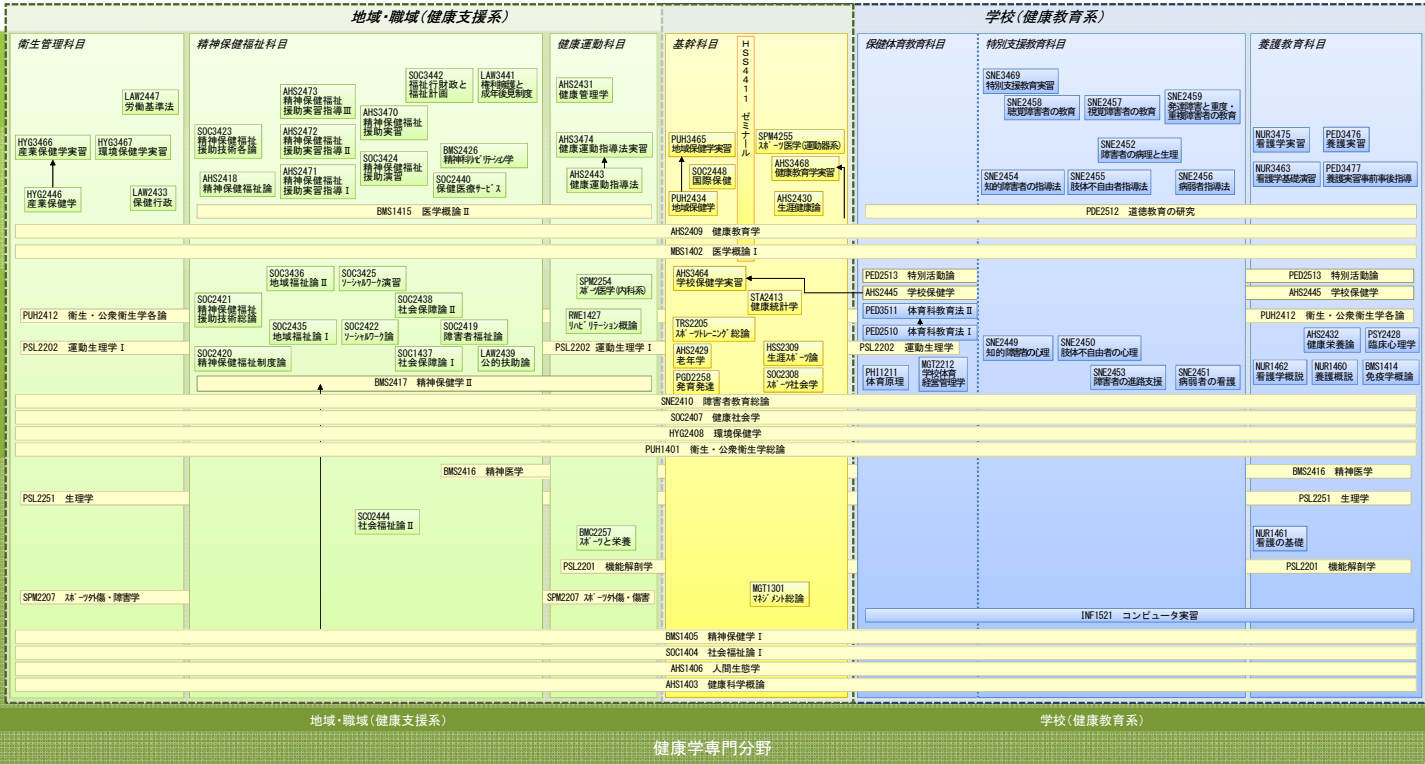 地域・職域(健康支援系)
学校(健康教育系)
衛生管理科目
精神保健福祉科目
健康運動科目
基幹科目
HSS4411 ゼミナール
保健体育教育科目
特別支援教育科目
養護教育科目
LAW2447
労働基準法
HYG3466
産業保健学実習
HYG3467
環境保健学実習
HYG2446
産業保健学
LAW2433
保健行政
SOC3442
福祉行財政と
福祉計画
LAW3441
権利擁護と
成年後見制度
AHS2473
精神保健福祉
援助実習指導Ⅲ
AHS3470
精神保健福祉
援助実習
SOC3423
精神保健福祉
援助技術各論
AHS2472
精神保健福祉
援助実習指導Ⅱ
BMS2426
精神科リハビリテーション学
SOC3424
精神保健福祉
援助演習
AHS2418
精神保健福祉論
AHS2471
精神保健福祉
援助実習指導Ⅰ
SOC2440
保健医療サービス
AHS2431
健康管理学
AHS3474
健康運動指導法実習
AHS2443
健康運動指導法
PUH3465
地域保健学実習
SOC2448
国際保健
PUH2434
地域保健学
SPM4255
スポーツ医学(運動器系)
AHS3468
健康教育学実習
AHS2430
生涯健康論
SNE3469
特別支援教育実習
SNE2458
聴覚障害者の教育
SNE2457
視覚障害者の教育
SNE2459
発達障害と重度・
重複障害者の教育
SNE2452
障害者の病理と生理
SNE2454
知的障害者の指導法
SNE2455
肢体不自由者指導法
SNE2456
病弱者指導法
NUR3475
看護学実習
PED3476
養護実習
NUR3463
看護学基礎演習
PED3477
養護実習事前事後指導
BMS1415 医学概論Ⅱ
PDE2512 道徳教育の研究
AHS2409 健康教育学
MBS1402 医学概論Ⅰ
SOC3436
地域福祉論Ⅱ
SOC3425
ソーシャルワーク演習
SOC2421
精神保健福祉
援助技術総論
SOC2438
社会保障論Ⅱ
SOC2435
地域福祉論Ⅰ
SOC2422
ソーシャルワーク論
SOC2419
障害者福祉論
SOC2420
精神保健福祉制度論
SOC1437
社会保障論Ⅰ
LAW2439
公的扶助論
SPM2254
スポーツ医学(内科系)
RWE1427
リハビリテーション概論
AHS3464
学校保健学実習
STA2413
健康統計学
TRS2205
スポーツトレーニング総論
AHS2429
老年学
HSS2309
生涯スポーツ論
PGD2258
発育発達
SOC2308
スポーツ社会学
PED2513 特別活動論
AHS2445 学校保健学
PED3511 体育科教育法Ⅱ
PED2510 体育科教育法Ⅰ
PSL2202 運動生理学Ⅰ
PHI1211
体育原理
MGT2212
学校体育
経営管理学
SNE2449
知的障害者の心理
SNE2450
肢体不自由者の心理
SNE2453
障害者の進路支援
SNE2451
病弱者の看護
PED2513 特別活動論
AHS2445 学校保健学
PUH2412 衛生・公衆衛生学各論
AHS2432
健康栄養論
PSY2428
臨床心理学
NUR1462
看護学概説
NUR1460
養護概説
BMS1414
免疫学概論
PUH2412 衛生・公衆衛生学各論
PSL2202 運動生理学Ⅰ
PSL2202 運動生理学Ⅰ
BMS2417 精神保健学Ⅱ
SNE2410 障害者教育総論
SOC2407 健康社会学
HYG2408 環境保健学
PUH1401 衛生・公衆衛生学総論
BMS2416 精神医学
BMS2416 精神医学
PSL2251 生理学
PSL2251 生理学
SCO2444
社会福祉論Ⅱ
BMC2257
スポーツと栄養
NUR1461
看護の基礎
PSL2201 機能解剖学
PSL2201 機能解剖学
SPM2207 スポーツ外傷・障害学
SPM2207 スポーツ外傷・傷害
MGT1301
マネジメント総論
INF1521 コンピュータ実習
BMS1405 精神保健学Ⅰ
SOC1404 社会福祉論Ⅰ
AHS1406 人間生態学
AHS1403 健康科学概論
地域・職域(健康支援系)
学校(健康教育系)
健康学専門分野